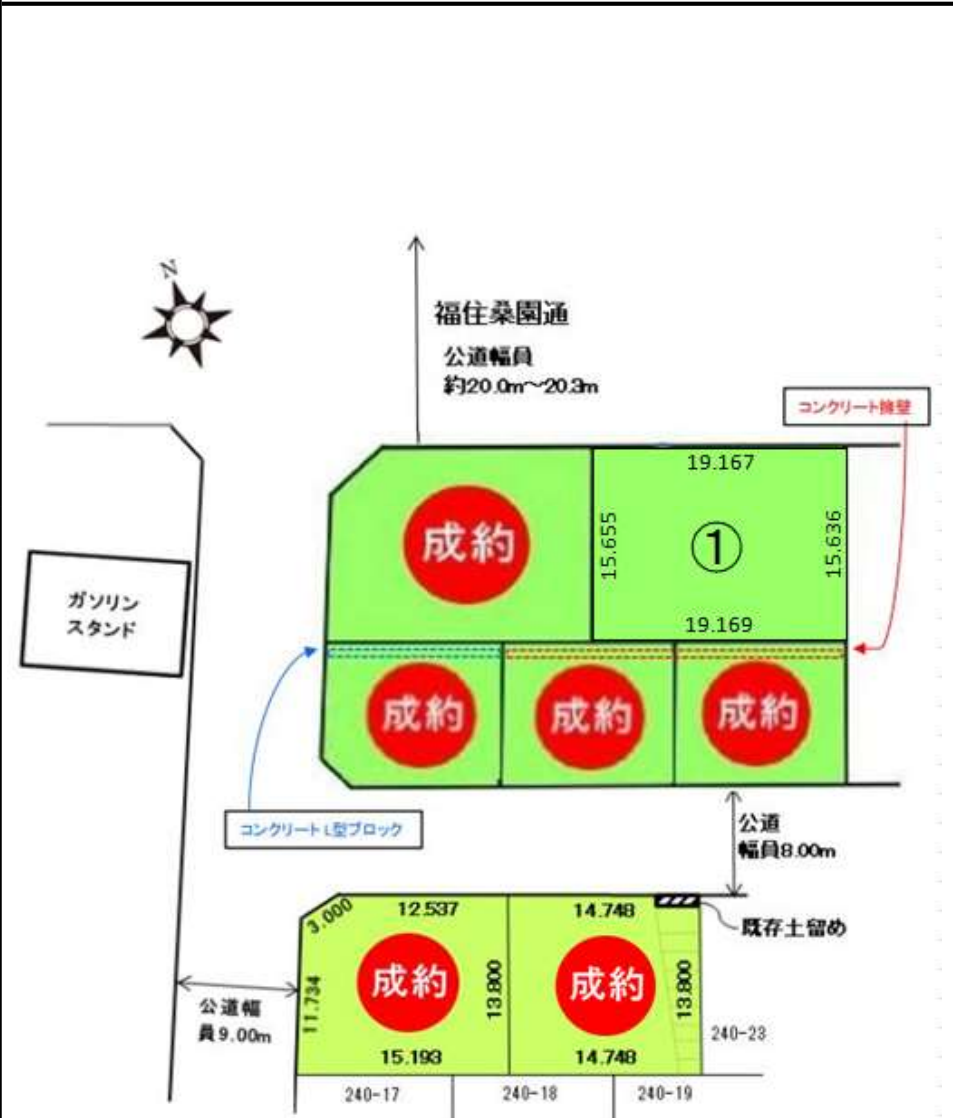 N
福住桑園通
公道幅員
約20.0m～20.3m
コンクリート擁壁
19.167
成約
15.655
①
15.636
19.169
ガソリン
スタンド
成約
成約
成約
コンクリートL型ブロック
公道
幅員8.00m
3.000
12.537
14.748
既存土留め
成約
成約
11.734
13.800
13.800
公道幅
員9.00m
15.193
14.748
240-23
240-17
240-18
240-19